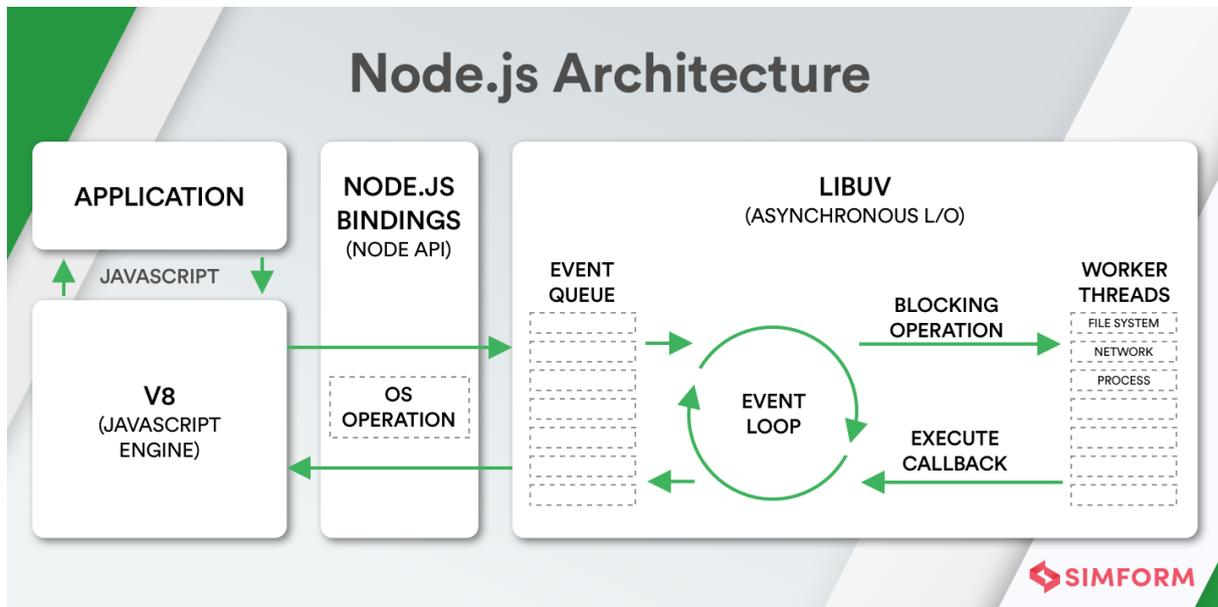 Node.js Architecture
APPLICATION
JAVASCRIPT
V8
(JAVASCRIPT
ENGINE)
NODE.JS
BINDINGS
(NODE API)
OS
OPERATION
LIBUV
(ASYNCHRONOUS L/O)
EVENT
QUEUE
EVENT
LOOP
BLOCKING
OPERATION
EXECUTE
CALLBACK
WORKER
THREADS
FILE SYSTEM
NETWORK
PROCESS
SIMFORM